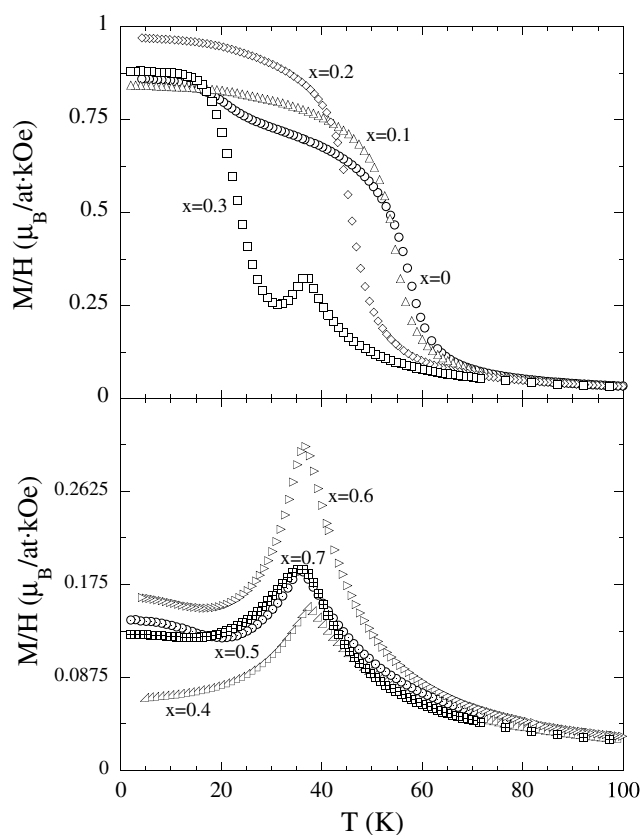 1
0.75
0.5
0.25
0
M/H (μB/at·kOe)
x=0.2
x=0.1
x=0.3
x=0
0.2625
0.175
0.0875
0
M/H (μB/at·kOe)
x=0.6
x=0.7
x=0.5
x=0.4
0 20 40 60 80 100
T (K)